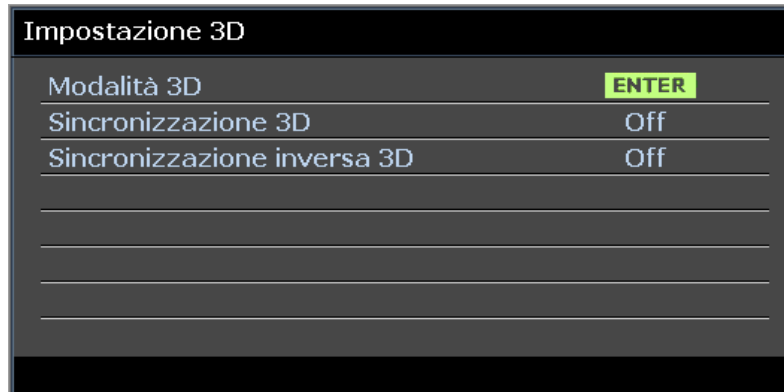 Impostazione 3D
Modalità 3D ENTER
Sincronizzazione 3D Off
Sincronizzazione inversa 3D Off